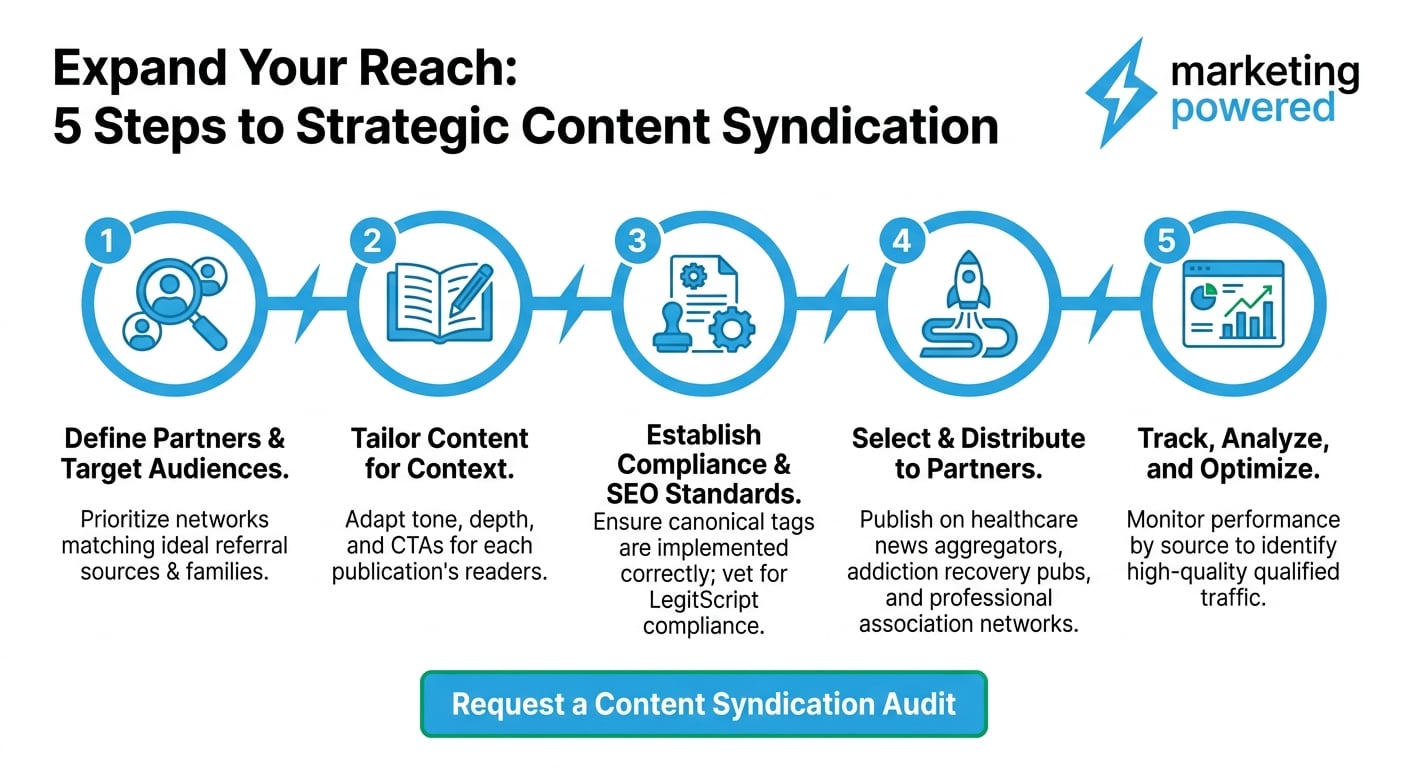 Expand Your Reach:
5 Steps to Strategic Content Syndication
marketing
powered
1
2
3
4
5
Define Partners &
Target Audiences.
Prioritize networks
matching ideal referral
sources & families.
Tailor Content
for Context.
Adapt tone, depth,
and CTAs for each
publication's readers.
Establish
Compliance &
SEO Standards.
Ensure canonical tags
are implemented
correctly; vet for
LegitScript
compliance.
Select & Distribute
to Partners.
Publish on healthcare
news aggregators,
addiction recovery pubs,
and professional
association networks.
Track, Analyze,
and Optimize.
Monitor performance
by source to identify
high-quality qualified
traffic.
Request a Content Syndication Audit